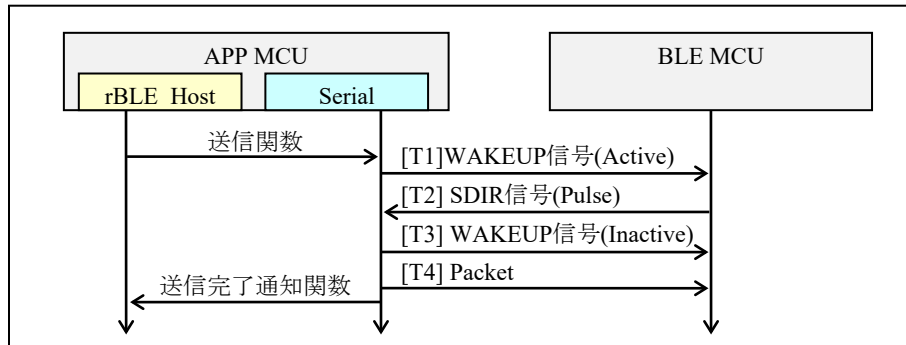 APP MCU
BLE MCU
rBLE_Host
Serial
送信関数
[T1]WAKEUP信号(Active)
[T2] SDIR信号(Pulse)
[T3] WAKEUP信号(Inactive)
[T4] Packet
送信完了通知関数